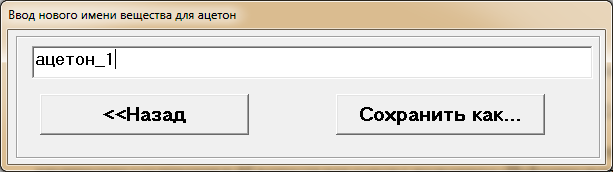 Ввод нового имени вещества для ацетон
ацетон_1
<<Назад
Сохранить как...